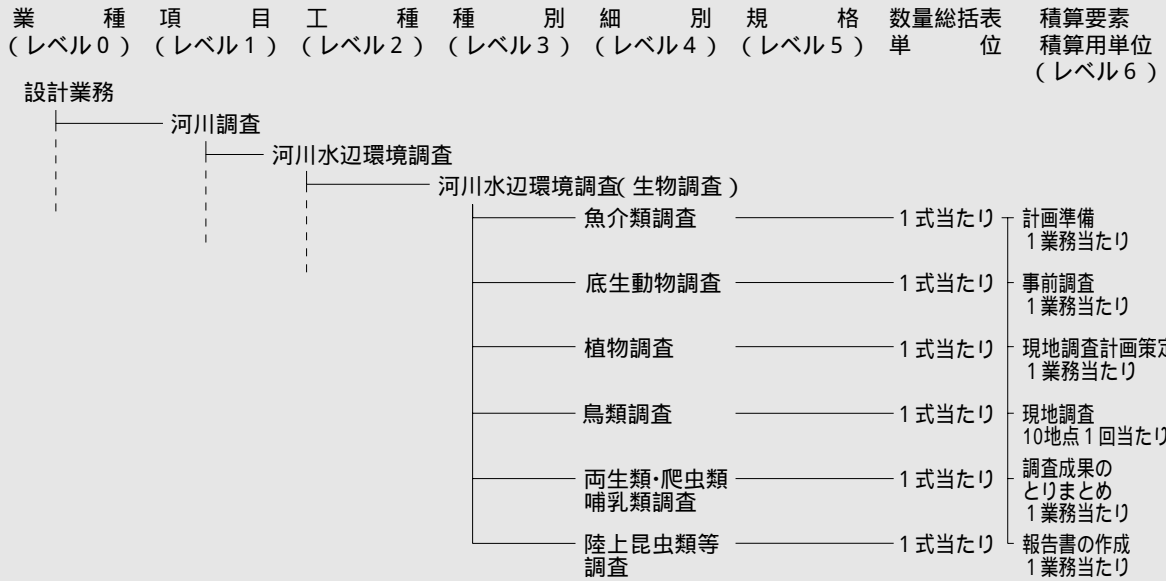 業種 項目 工種 種別 細別 規格 数量総括表 積算要素
(レベル0) (レベル1) (レベル2) (レベル3) (レベル4) (レベル5) 単位 積算用単位
(レベル6)
設計業務
河川調査
河川水辺環境調査
河川水辺環境調査(生物調査)
魚介類調査 1式当たり 計画準備
1業務当たり
底生動物調査 1式当たり 事前調査
1業務当たり
植物調査 1式当たり 現地調査計画策定
1業務当たり
鳥類調査 1式当たり 現地調査
10地点1回当たり
両生類・爬虫類 1式当たり 調査成果の
哺乳類調査 とりまとめ
1業務当たり
陸上昆虫類等 1式当たり 報告書の作成
調査 1業務当たり